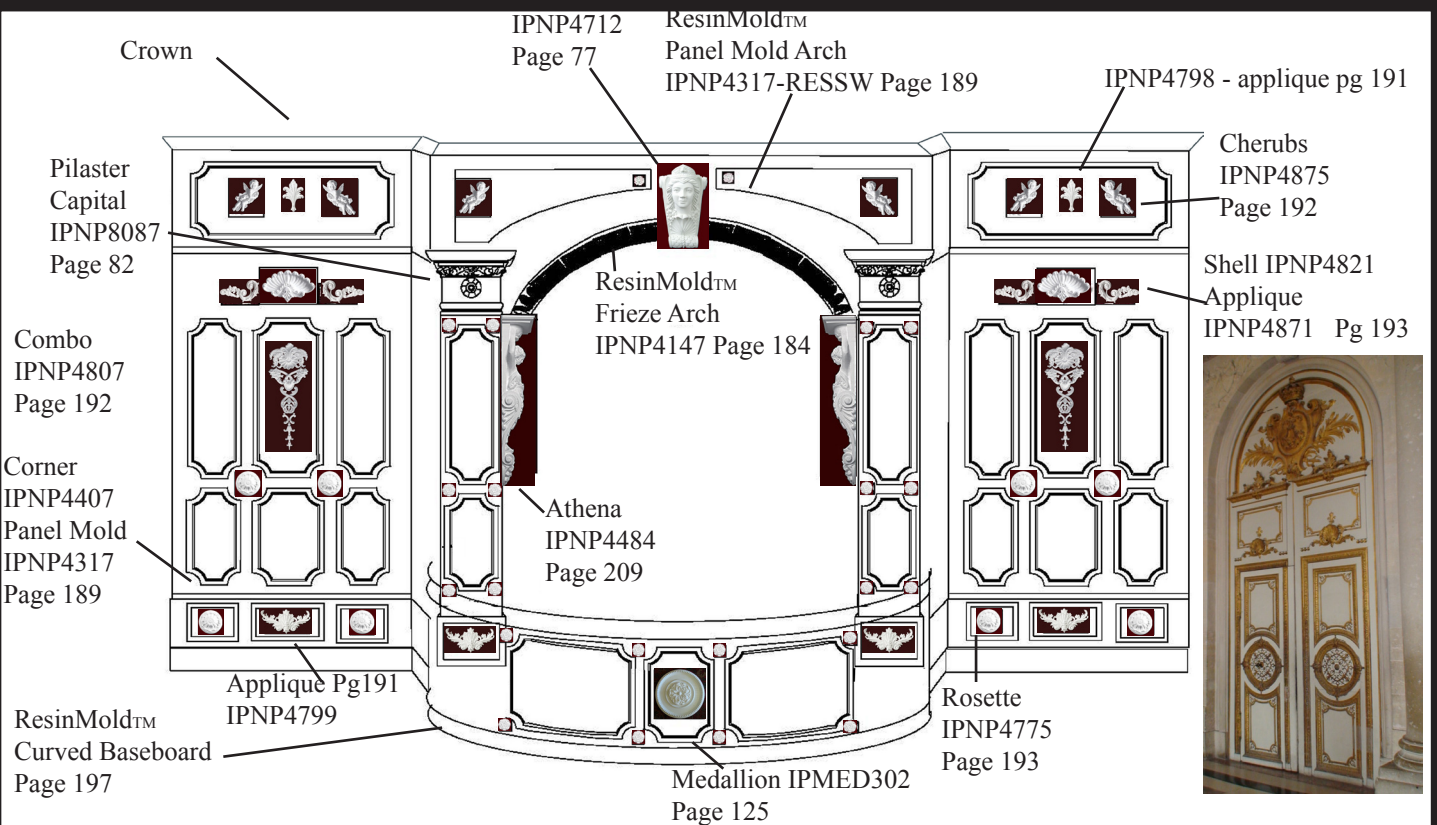 Crown
IPNP4712
Page 77
ResinMold™
Panel Mold Arch
IPNP4317-RESSW Page 189
IPNP4798 - applique pg 191
Cherubs
IPNP4875
Page 192
Pilaster
Capital
IPNP8087
Page 82
Shell IPNP4821
Applique
IPNP4871 Pg 193
ResinMold™
Frieze Arch
IPNP4147 Page 184
Combo
IPNP4807
Page 192
Corner
IPNP4407
Panel Mold
IPNP4317
Page 189
Athena
IPNP4484
Page 209
Applique Pg191
IPNP4799
ResinMold™
Curved Baseboard
Page 197
Rosette
IPNP4775
Page 193
Medallion IPMED302
Page 125